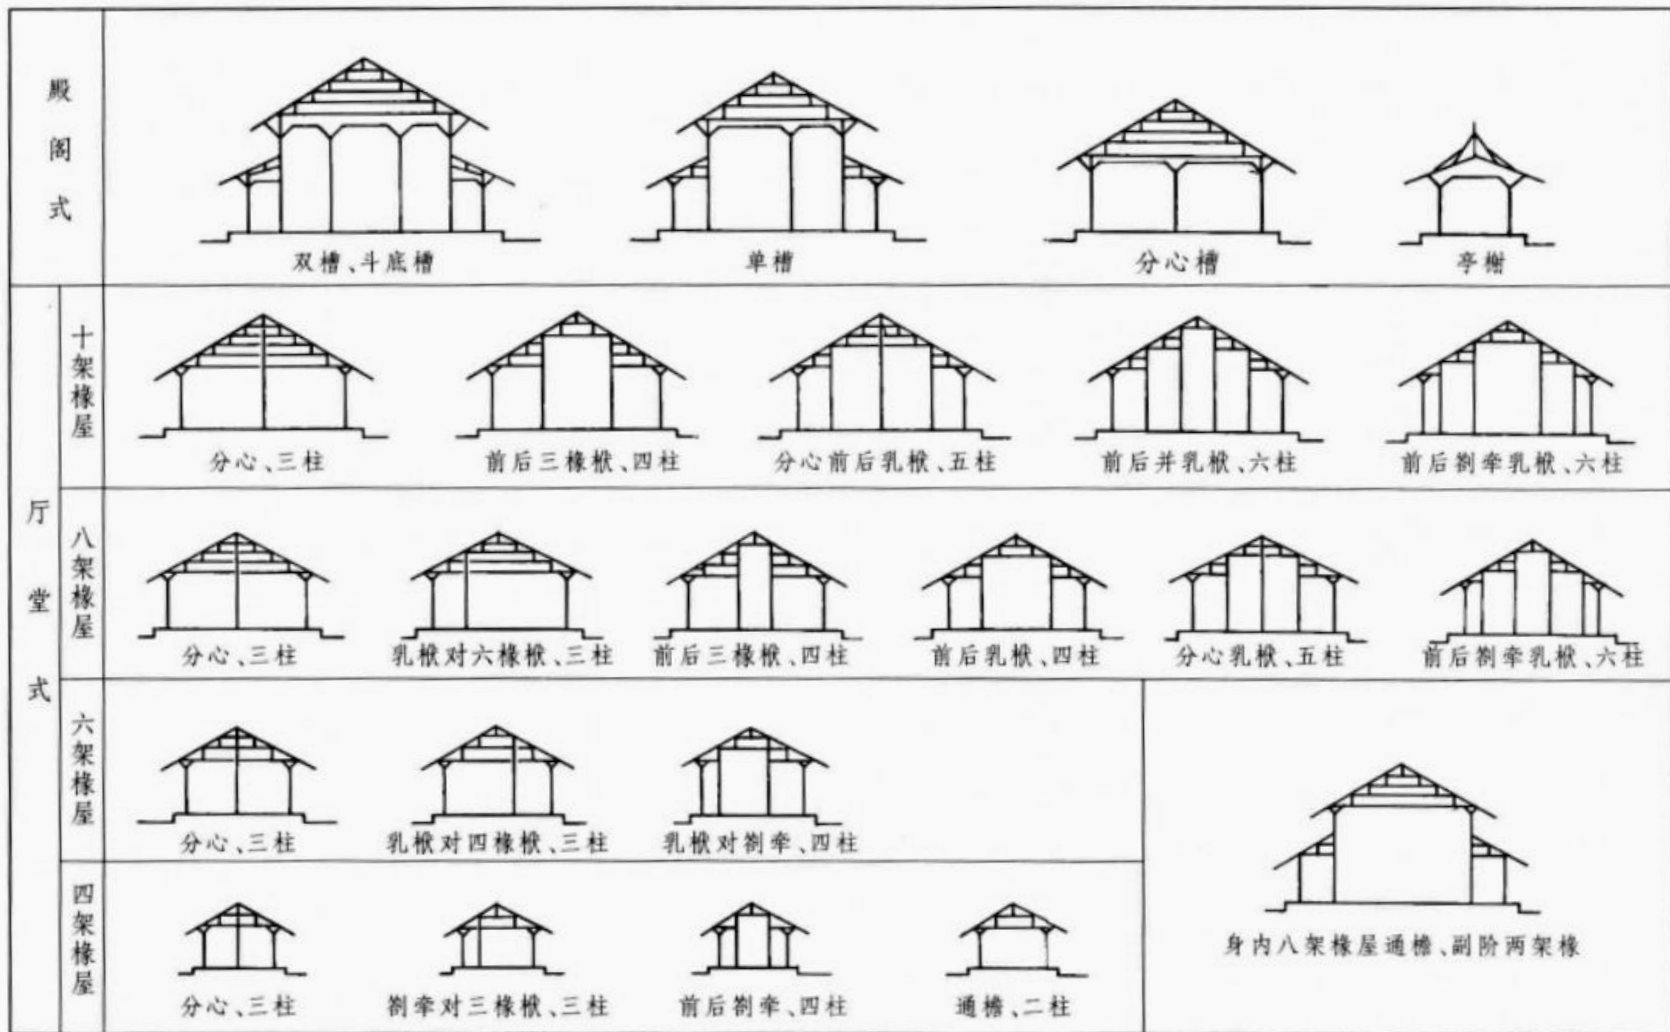 殿阁式
双槽、斗底槽
单槽
分心槽
亭榭
厅堂式
十架椽屋
分心、三柱
前后三椽栿、四柱
分心前后乳栿、五柱
前后并乳栿、六柱
前后劄牵乳栿、六柱
八架椽屋
分心、三柱
乳栿对六椽栿、三柱
前后三椽栿、四柱
前后乳栿、四柱
分心乳栿、五柱
前后劄牵乳栿、六柱
六架椽屋
分心、三柱
乳栿对四椽栿、三柱
乳栿对劄牵、四柱
四架椽屋
分心、三柱
劄牵对三椽栿、三柱
前后劄牵、四柱
通檐、二柱
身内八架椽屋通檐、副阶两架椽